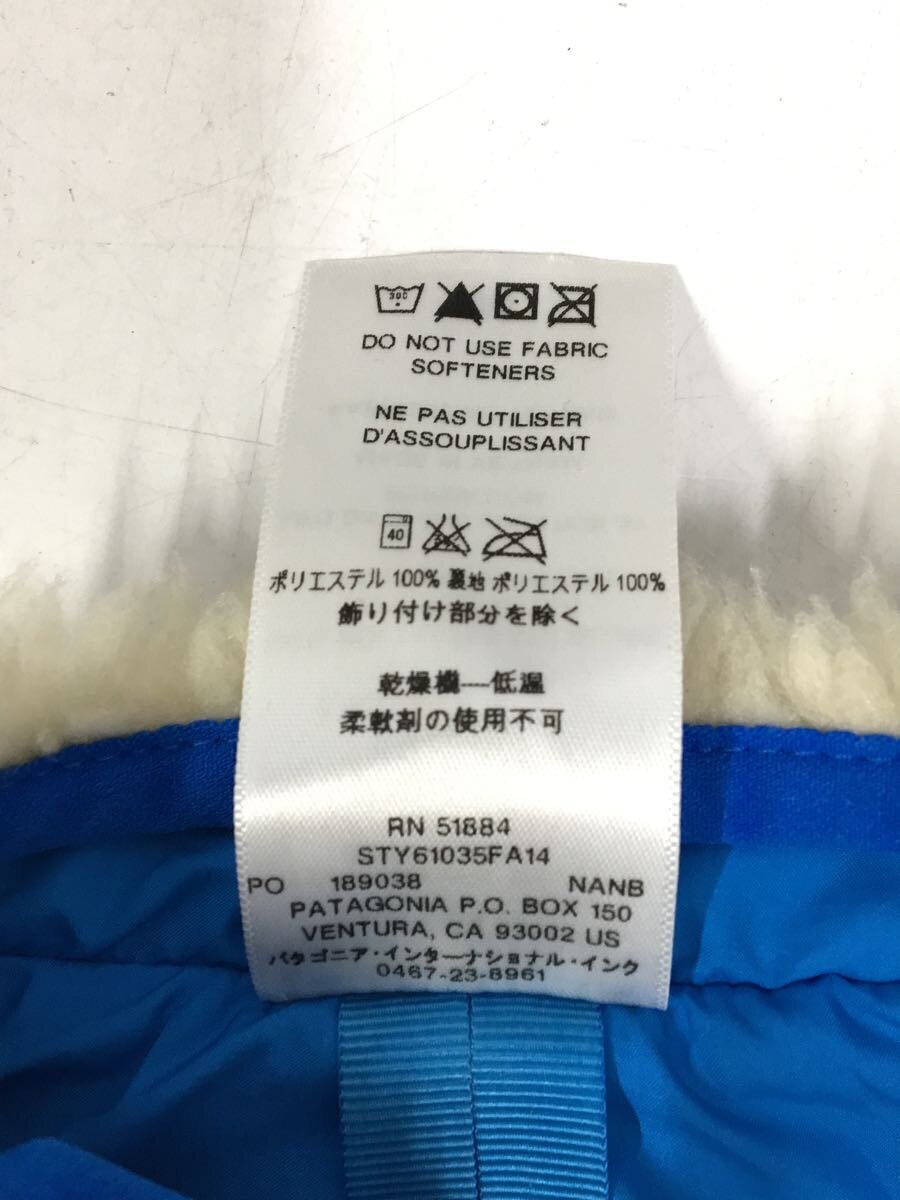 30C
DO NOT USE FABRIC
SOFTENERS
NE PAS UTILISER
D'ASSOUPLISSANT
40
ポリエステル 100% 裏地 ポリエステル 100%
飾り付け部分を除く
乾燥機----低温
柔軟剤の使用不可
RN 51884
STY61035FA14
PO 189038 NANB
PATAGONIA P.O. BOX 150
VENTURA, CA 93002 US
パタゴニア・インターナショナル・インク
0467-23-8961